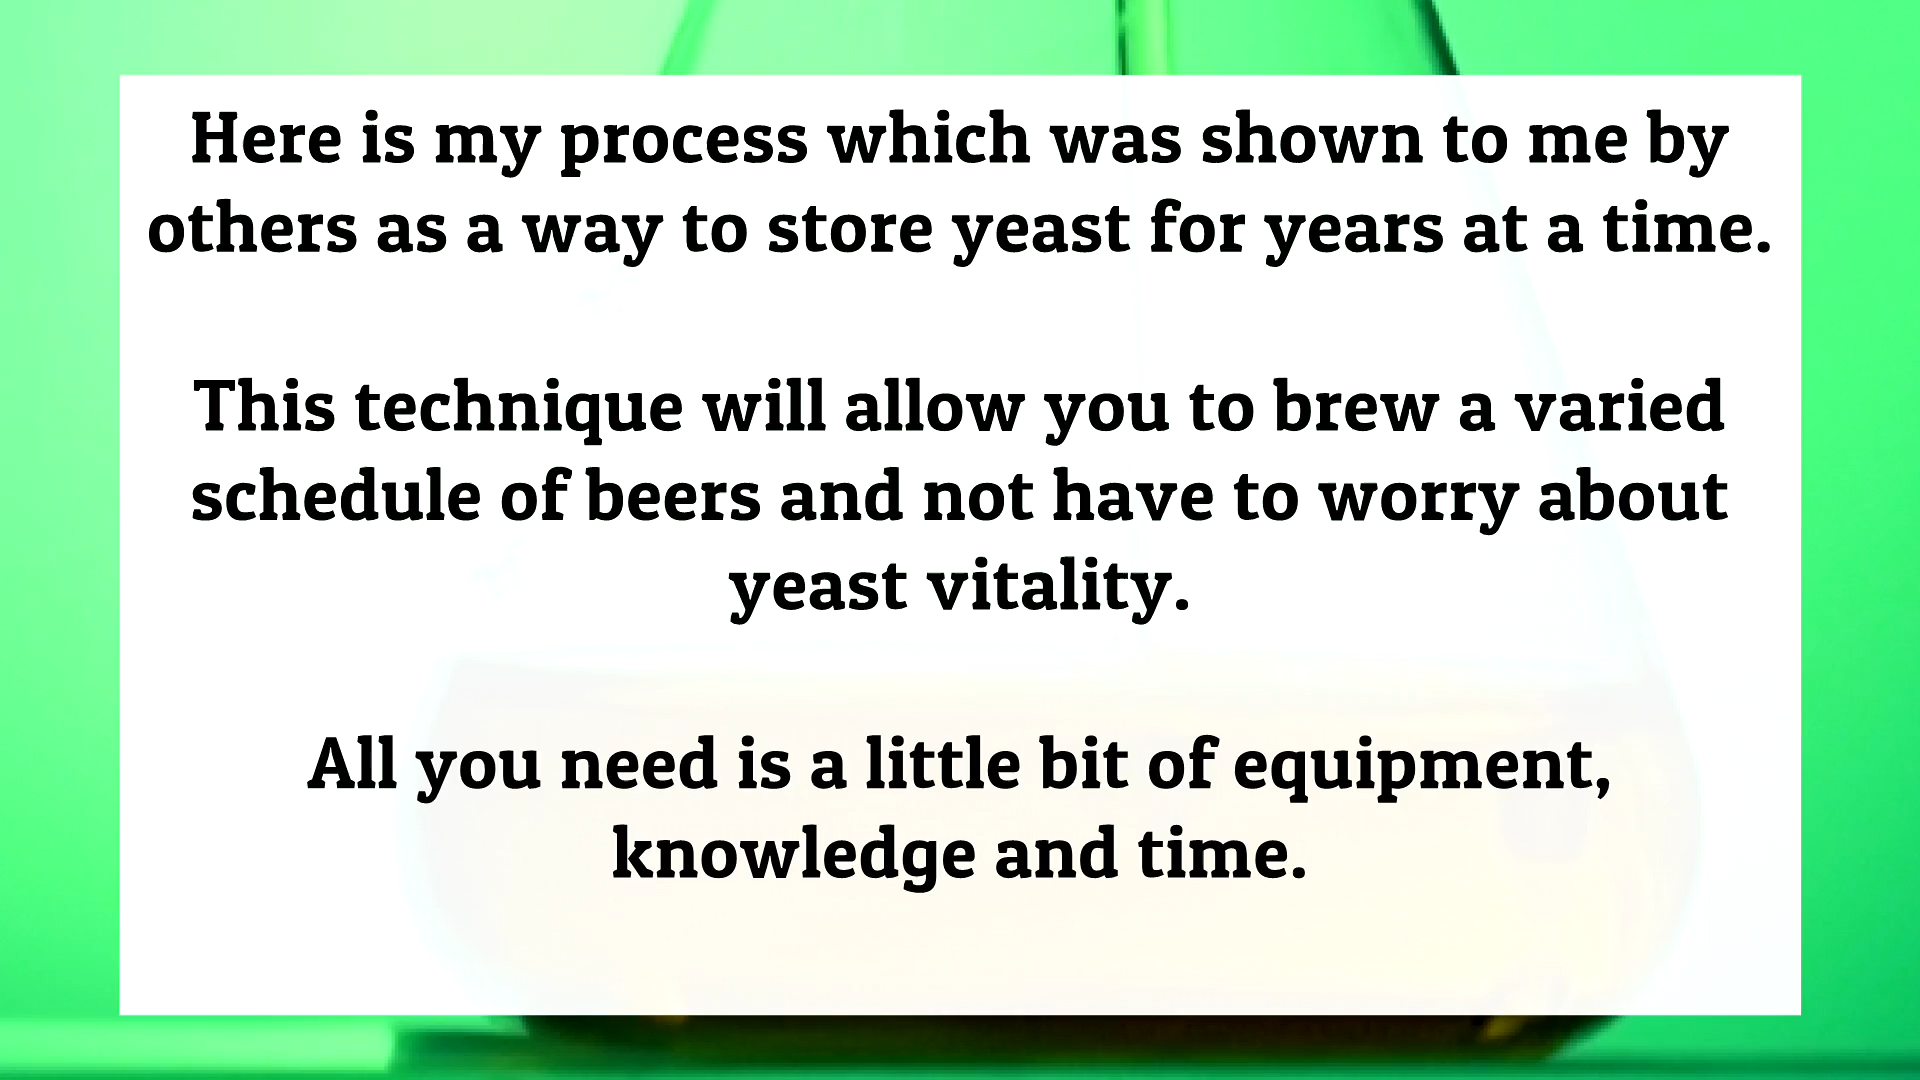 Here is my process which was shown to me by
others as a way to store yeast for years at a time.
This technique will allow you to brew a varied
schedule of beers and not have to worry about
yeast vitality.
All you need is a little bit of equipment,
knowledge and time.